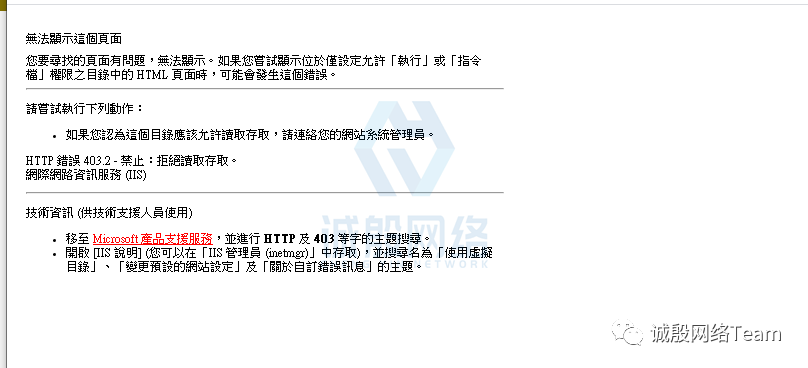 無法顯示這個頁面
您要尋找的頁面有問題，無法顯示。如果您嘗試顯示位於僅設定允許「執行」或「指令
檔」權限之目錄中的 HTML 頁面時，可能會發生這個錯誤。
請嘗試執行下列動作：
• 如果您認為這個目錄應該允許讀取存取，請連絡您的網站系統管理員。
HTTP 錯誤 403.2 - 禁止：拒絕讀取存取。
網際網路資訊服務 (IIS)
技術資訊 (供技術支援人員使用)
• 移至 Microsoft 產品支援服務，並進行 HTTP 及 403 等字的主題搜尋。
• 開啟 [IIS 說明] (您可以在「IIS 管理員 (inetmgr)」中存取)，並搜尋名為「使用虛擬
目錄」、「變更預設的網站設定」及「關於自訂錯誤訊息」的主題。
诚殷网络
NETWORK
诚殷网络Team